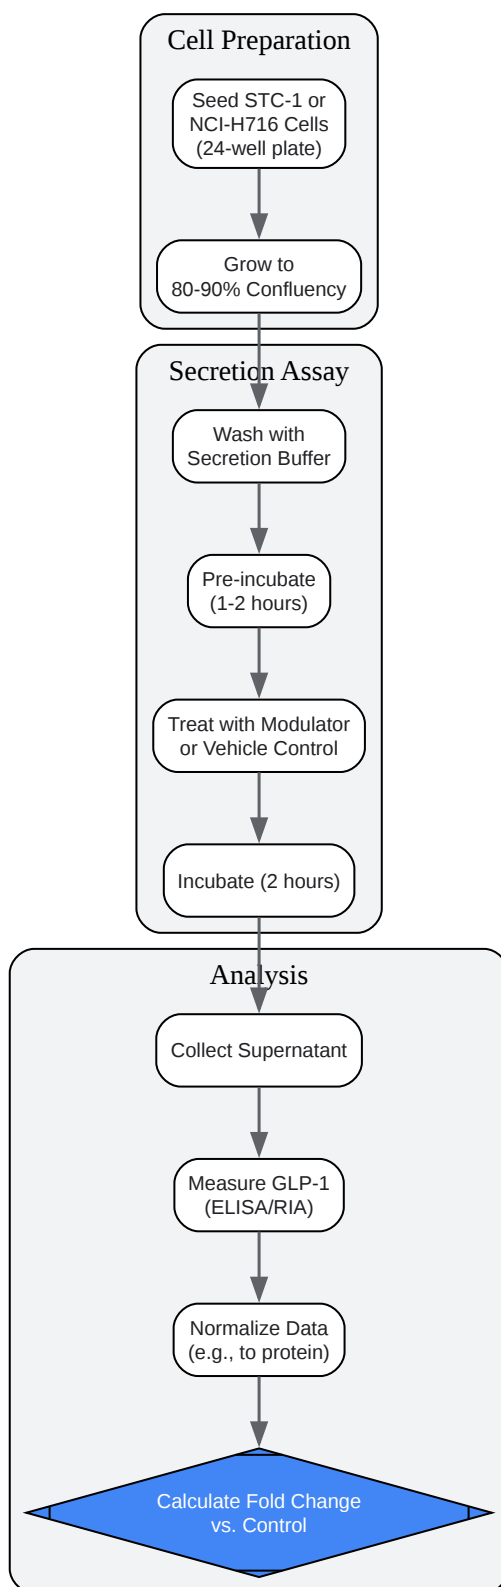 Cell Preparation
Seed STC-1 or
NCI-H716 Cells
(24-well plate)
Grow to
80-90% Confluency
Secretion Assay
Wash with
Secretion Buffer
Pre-incubate
(1-2 hours)
Treat with Modulator
or Vehicle Control
Incubate (2 hours)
Analysis
Collect Supernatant
Measure GLP-1
(ELISA/RIA)
Normalize Data
(e.g., to protein)
Calculate Fold Change
vs. Control